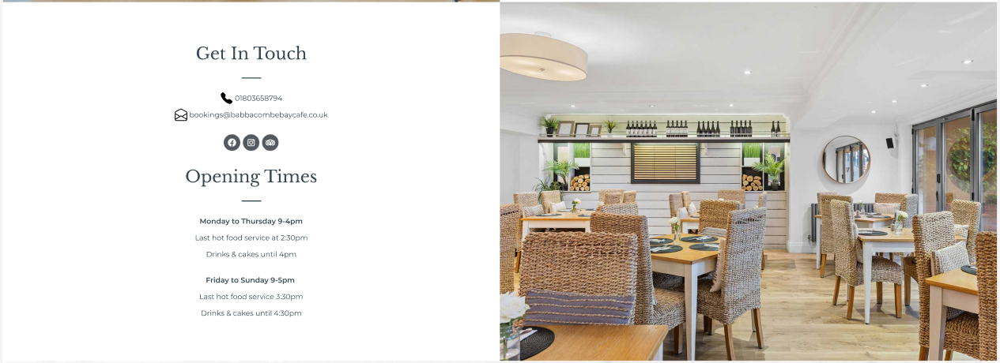 Get In Touch
01803658794
bookings@babbacombebaycafe.co.uk
Opening Times
Monday to Thursday 9-4pm
Last hot food service at 2:30pm
Drinks & cakes until 4pm
Friday to Sunday 9-5pm
Last hot food service 3:30pm
Drinks & cakes until 4:30pm